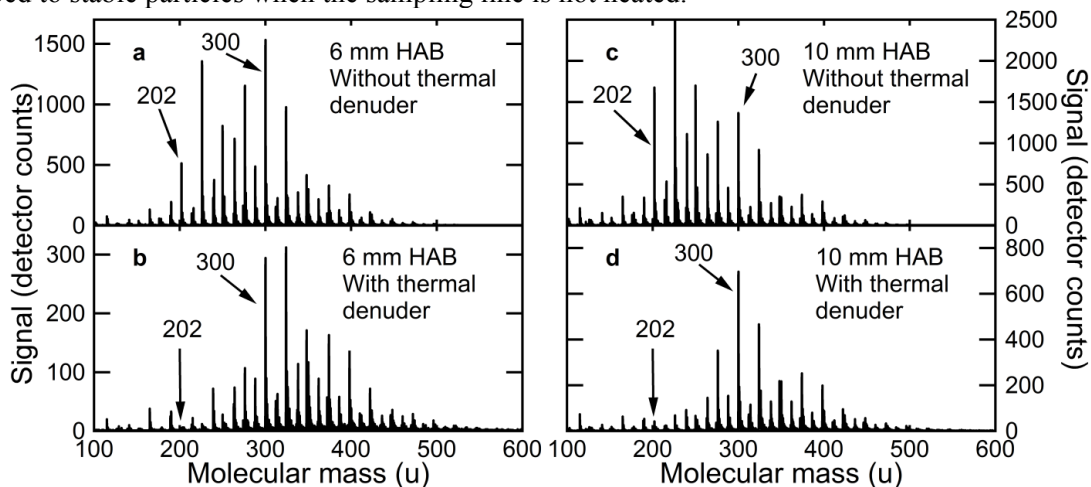 sed to stable particles when the sampling line is not heated.
1500
1000
500
0
a
202
300
6 mm HAB
Without thermal
denuder
c
202
300
10 mm HAB
Without thermal
denuder
2500
2000
1500
1000
500
0
300
200
100
0
b
202
300
6 mm HAB
With thermal
denuder
d
202
300
10 mm HAB
With thermal
denuder
800
600
400
200
0
Signal (detector counts)
Signal (detector counts)
100 200 300 400 500 600
100 200 300 400 500 600
Molecular mass (u)
Molecular mass (u)